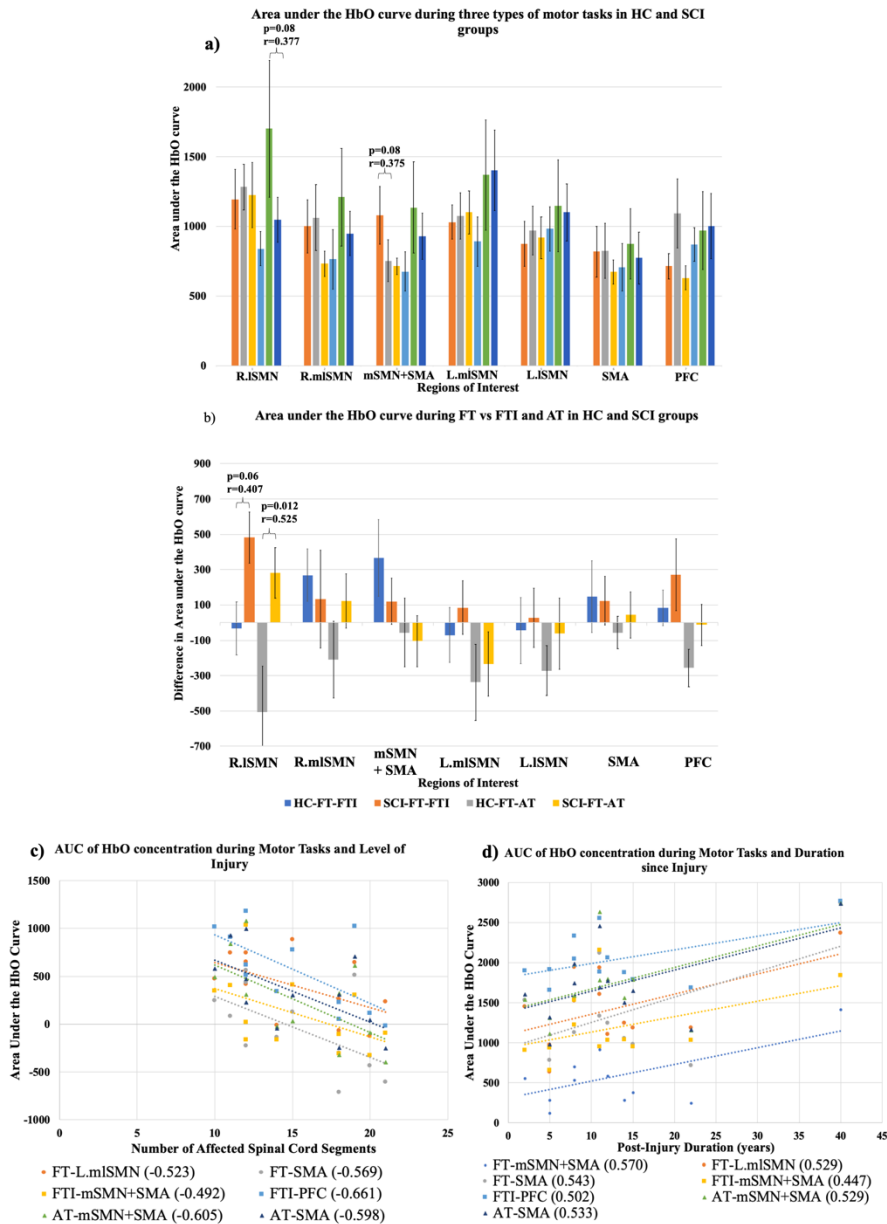 Area under the HbO curve during three types of motor tasks in HC and SCI
groups
a)
p=0.08
r=0.377
p=0.08
r=0.375
Area under the HbO curve
2000
1500
1000
500
0
R.lSMN
R.mlSMN
mSMN+SMA
L.mlSMN
L.lSMN
SMA
PFC
Regions of Interest
b)
Area under the HbO curve during FT vs FTI and AT in HC and SCI groups
p=0.06
r=0.407
p=0.012
r=0.525
Difference in Area under the HbO curve
900
700
500
300
100
-100
-300
-500
-700
R.lSMN
R.mlSMN
mSMN
+ SMA
L.mlSMN
L.lSMN
SMA
PFC
Regions of Interest
HC-FT-FTI
SCI-FT-FTI
HC-FT-AT
SCI-FT-AT
c)
AUC of HbO concentration during Motor Tasks and Level of
Injury
Area Under the HbO Curve
1500
1000
500
0
-500
-1000
0
5
10
15
20
25
Number of Affected Spinal Cord Segments
FT-L.mlSMN (-0.523)
FT-SMA (-0.569)
FTI-mSMN+SMA (-0.492)
FTI-PFC (-0.661)
AT-mSMN+SMA (-0.605)
AT-SMA (-0.598)
d)
AUC of HbO concentration during Motor Tasks and Duration
since Injury
Area Under the HbO Curve
3000
2500
2000
1500
1000
500
0
0
5
10
15
20
25
30
35
40
45
Post-Injury Duration (years)
FT-mSMN+SMA (0.570)
FT-L.mlSMN (0.529)
FT-SMA (0.543)
FTI-mSMN+SMA (0.447)
FTI-PFC (0.502)
AT-mSMN+SMA (0.529)
AT-SMA (0.533)